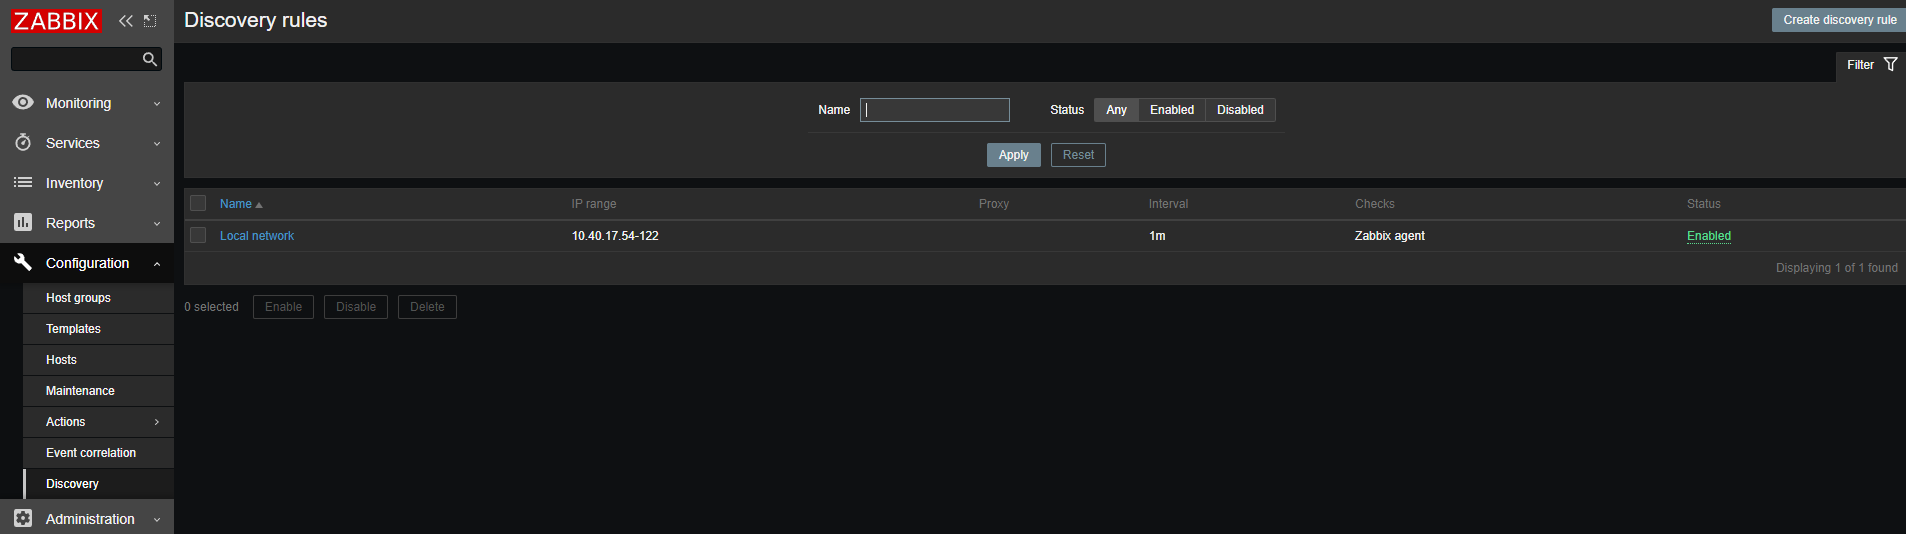 ZABBIX
Discovery rules
Create discovery rule
Filter
Monitoring
Services
Inventory
Reports
Configuration
Host groups
Templates
Hosts
Maintenance
Actions
Event correlation
Discovery
Administration
Name
Status Any Enabled Disabled
Apply Reset
Name IP range Proxy Interval Checks Status
Local network 10.40.17.54-122 1m Zabbix agent Enabled
Displaying 1 of 1 found
0 selected Enable Disable Delete